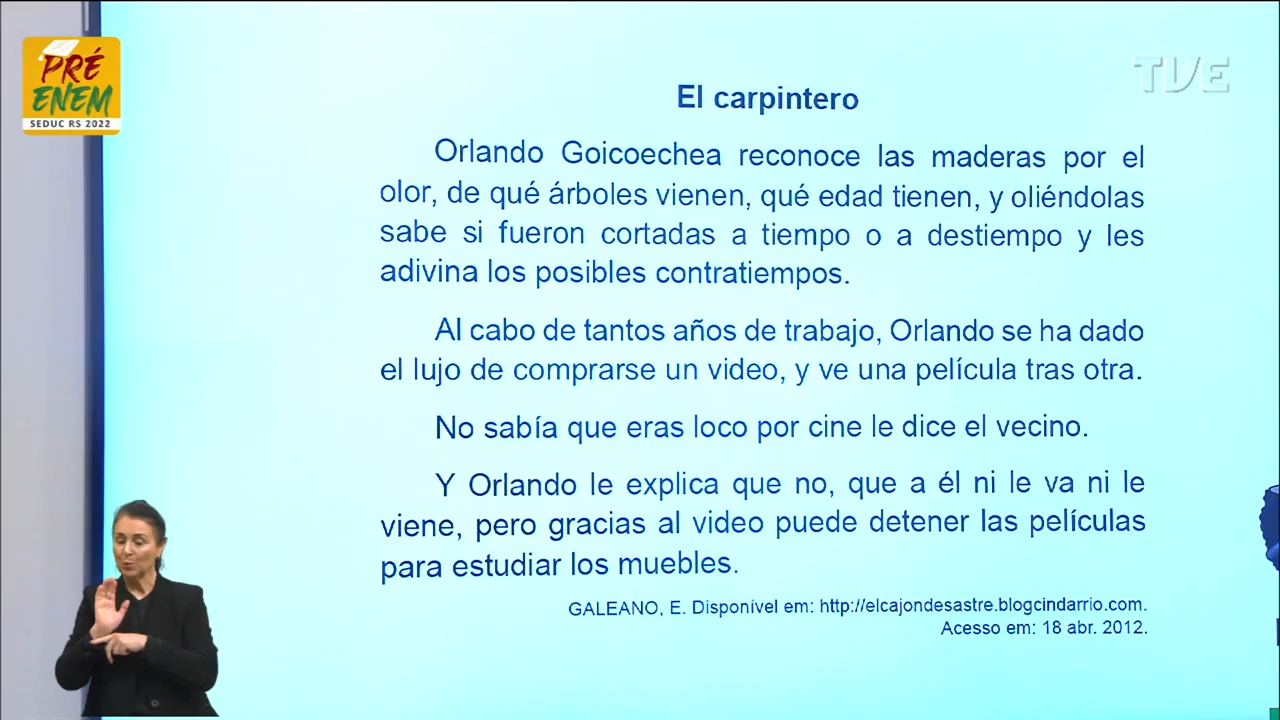 PRÉ
ENEM
SEDUC RS 2022
TVE
El carpintero
Orlando Goicoechea reconoce las maderas por el
olor, de qué árboles vienen, qué edad tienen, y oliéndolas
sabe si fueron cortadas a tiempo o a destiempo y les
adivina los posibles contratiempos.
Al cabo de tantos años de trabajo, Orlando se ha dado
el lujo de comprarse un video, y ve una película tras otra.
No sabía que eras loco por cine le dice el vecino.
Y Orlando le explica que no, que a él ni le va ni le
viene, pero gracias al video puede detener las películas
para estudiar los muebles.
GALEANO, E. Disponível em: http://elcajondesastre.blogcindarrio.com.
Acesso em: 18 abr. 2012.